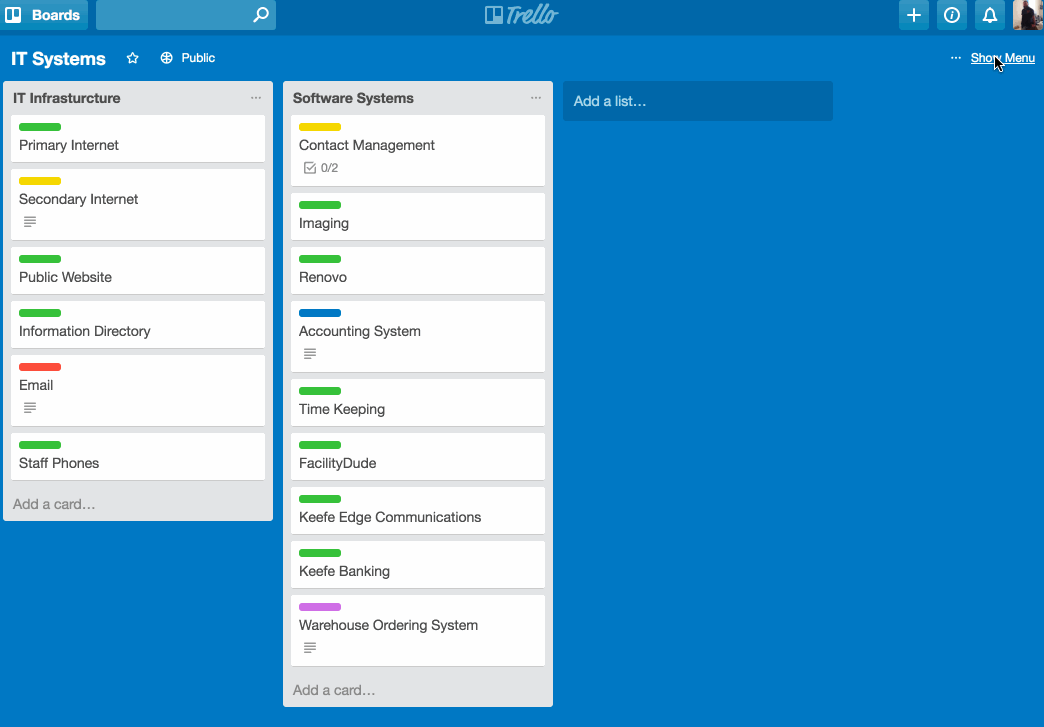 Boards
Trello
IT Systems
Public
... Show Menu
IT Infrasturcture
Primary Internet
Secondary Internet
Public Website
Information Directory
Email
Staff Phones
Add a card...
Software Systems
Contact Management
0/2
Imaging
Renovo
Accounting System
Time Keeping
FacilityDude
Keefe Edge Communications
Keefe Banking
Warehouse Ordering System
Add a card...
Add a list...